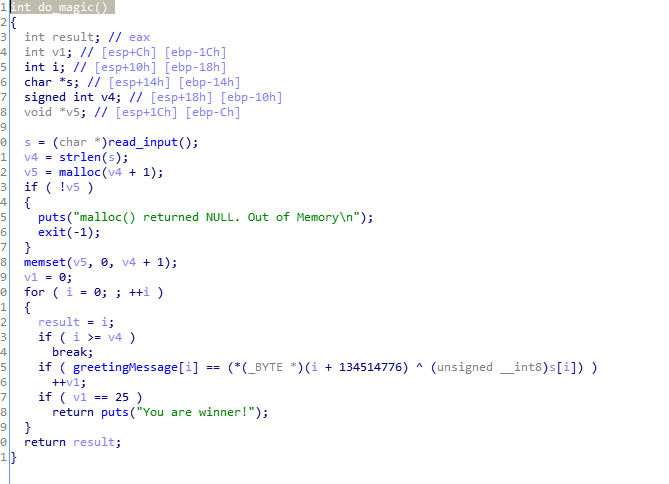 1 int do_magic()
2 {
3   int result; // eax
4   int v1; // [esp+Ch] [ebp-1Ch]
5   int i; // [esp+10h] [ebp-18h]
6   char *s; // [esp+14h] [ebp-14h]
7   signed int v4; // [esp+18h] [ebp-10h]
8   void *v5; // [esp+1Ch] [ebp-Ch]
9
0   s = (char *)read_input();
1   v4 = strlen(s);
2   v5 = malloc(v4 + 1);
3   if ( !v5 )
4   {
5     puts("malloc() returned NULL. Out of Memory\n");
6     exit(-1);
7   }
8   memset(v5, 0, v4 + 1);
9   v1 = 0;
0   for ( i = 0; ; ++i )
1   {
2     result = i;
3     if ( i >= v4 )
4       break;
5     if ( greetingMessage[i] == (*(_BYTE *)(i + 134514776) ^ (unsigned __int8)s[i]) )
6       ++v1;
7     if ( v1 == 25 )
8       return puts("You are winner!");
9   }
0   return result;
1 }